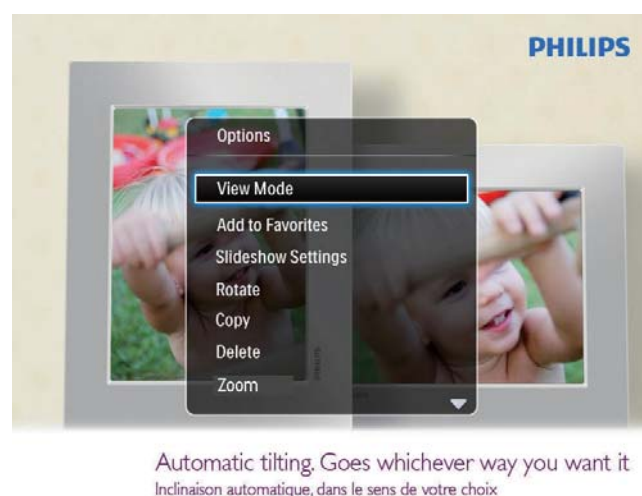 PHILIPS
Options
View Mode
Add to Favorites
Slideshow Settings
Rotate
Copy
Delete
Zoom
PHILIPS
Automatic tilting. Goes whichever way you want it
Inclinaison automatique, dans le sens de votre choix